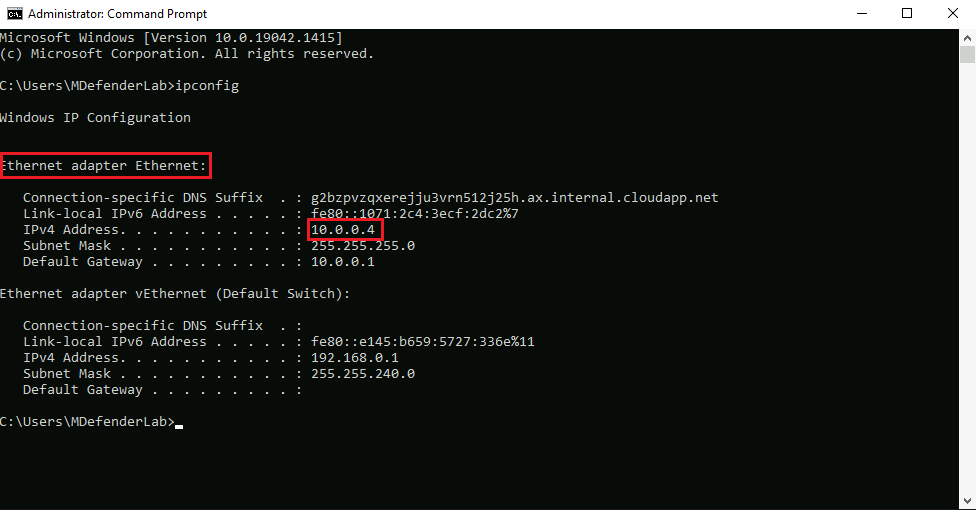 Administrator: Command Prompt
Microsoft Windows [Version 10.0.19042.1415]
(c) Microsoft Corporation. All rights reserved.
C:\Users\MDefenderLab>ipconfig
Windows IP Configuration
Ethernet adapter Ethernet:
Connection-specific DNS Suffix  . : g2bzpvzqxerejju3vrn512j25h.ax.internal.cloudapp.net
Link-local IPv6 Address . . . . . : fe80::1071:2c4:3ecf:2dc2%7
IPv4 Address. . . . . . . . . . . : 10.0.0.4
Subnet Mask . . . . . . . . . . . : 255.255.255.0
Default Gateway . . . . . . . . . : 10.0.0.1
Ethernet adapter vEthernet (Default Switch):
Connection-specific DNS Suffix  . :
Link-local IPv6 Address . . . . . : fe80::e145:b659:5727:336e%11
IPv4 Address. . . . . . . . . . . : 192.168.0.1
Subnet Mask . . . . . . . . . . . : 255.255.240.0
Default Gateway . . . . . . . . . :
C:\Users\MDefenderLab>